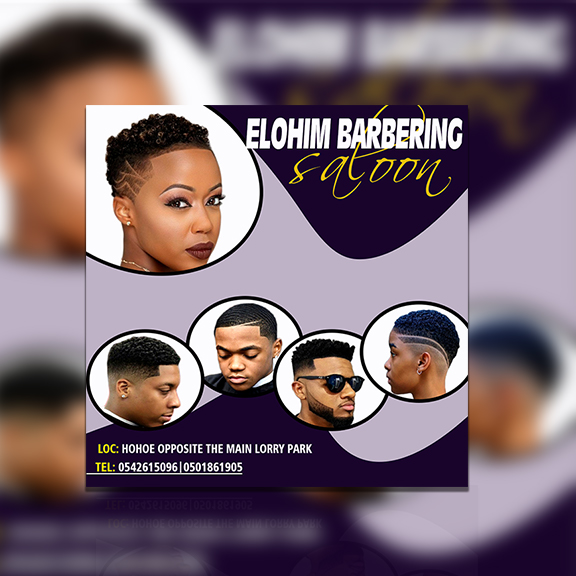 ELOHIM BARBERING
saloon
LOC: HOHOE OPPOSITE THE MAIN LORRY PARK
TEL: 0542615096|0501861905